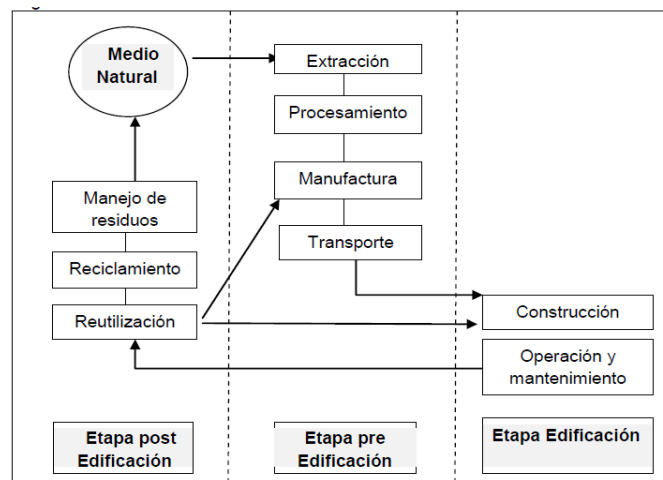 Medio
Natural
Extracción
Procesamiento
Manufactura
Transporte
Manejo de
residuos
Reciclamiento
Reutilización
Construcción
Operación y
mantenimiento
Etapa post
Edificación
Etapa pre
Edificación
Etapa Edificación